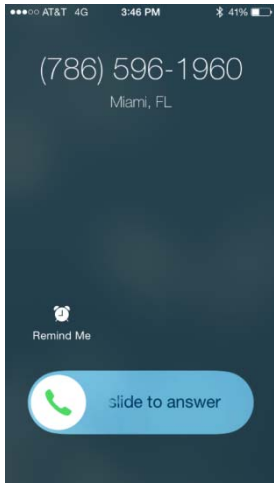 AT&T 4G 3:46 PM 41%
(786) 596-1960
Miami, FL
Remind Me
slide to answer